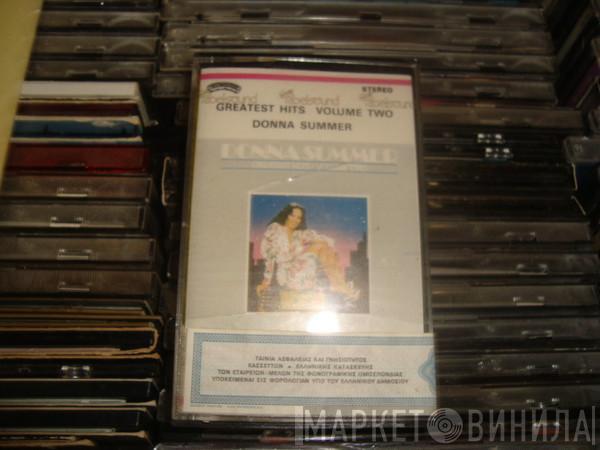 STEREO
GREATEST HITS VOLUME TWO
DONNA SUMMER
DONNA SUMMER
ΤΑΙΝΙΑ ΑΣΦΑΛΕΙΑΣ ΚΑΙ ΓΝΗΣΙΟΤΗΤΟΣ
ΚΑΣΣΕΤΤΩΝ • ΕΛΛΗΝΙΚΗΣ ΚΑΤΑΣΚΕΥΗΣ
ΤΩΝ ΕΤΑΙΡΕΙΩΝ-ΜΕΛΩΝ ΤΗΣ ΦΩΝΟΓΡΑΦΙΚΗΣ ΟΜΟΣΠΟΝΔΙΑΣ
ΥΠΟΚΕΙΜΕΝΑΙ ΕΙΣ ΦΟΡΟΛΟΓΙΑΝ ΥΠΟ ΤΟΥ ΕΛΛΗΝΙΚΟΥ ΔΗΜΟΣΙΟΥ
МАРКЕТ ВИНИЛА